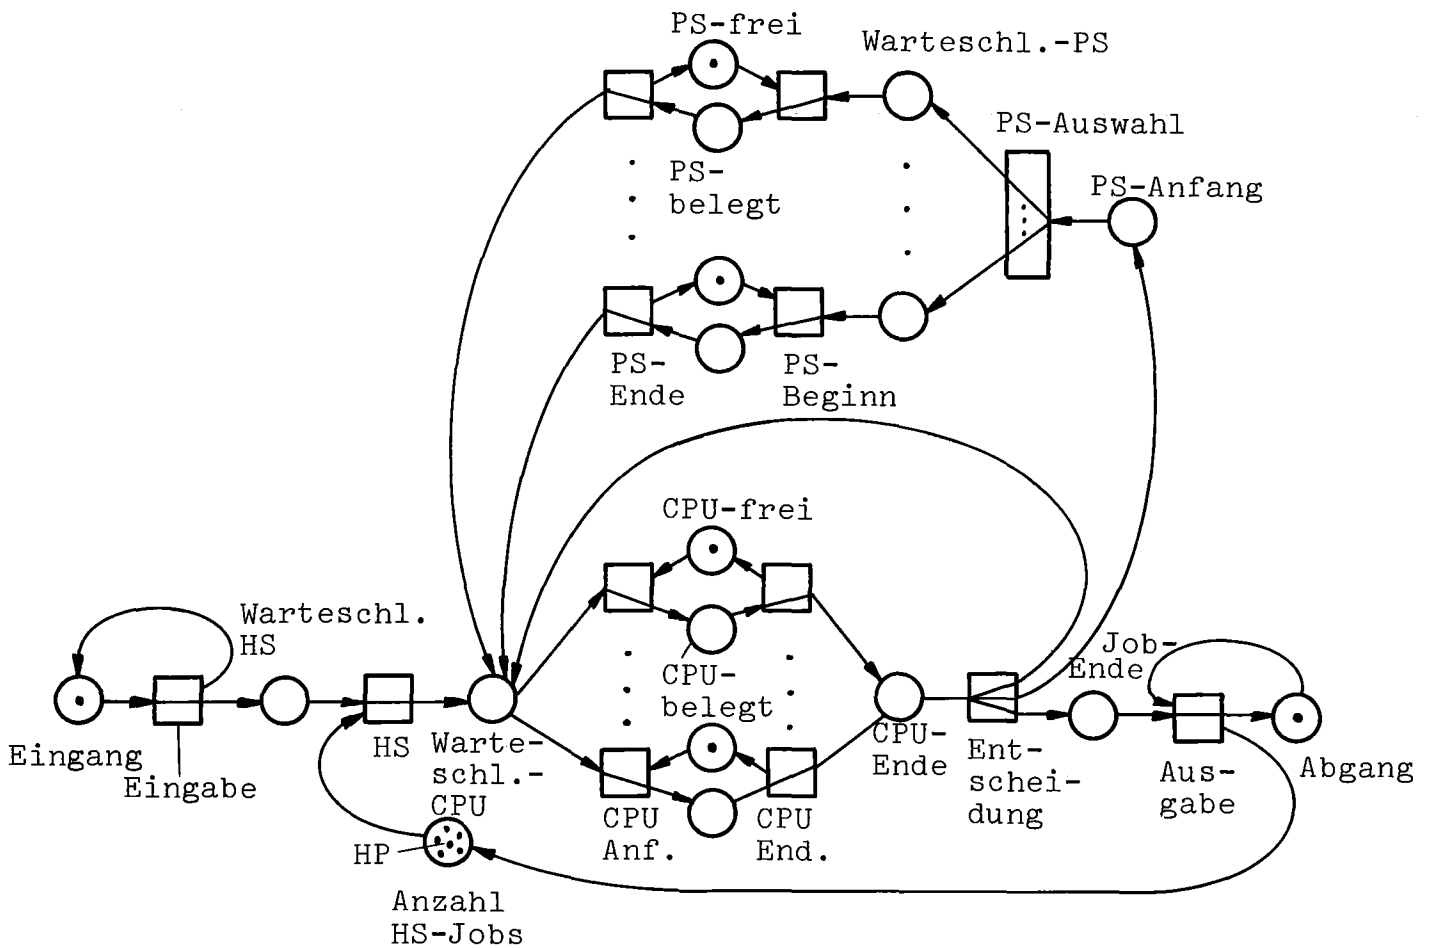 PS-frei
Warteschl.-PS
PS-Auswahl
PS-
belegt
PS-Anfang
PS-
Ende
PS-
Beginn
CPU-frei
Warteschl.
HS
CPU-
belegt
Job-
Ende
Eingang
Eingabe
HS
Warte-
schl.-
CPU
CPU
Anf.
CPU
End.
CPU-
Ende
Ent-
schei-
dung
Aus-
gabe
Abgang
HP
Anzahl
HS-Jobs